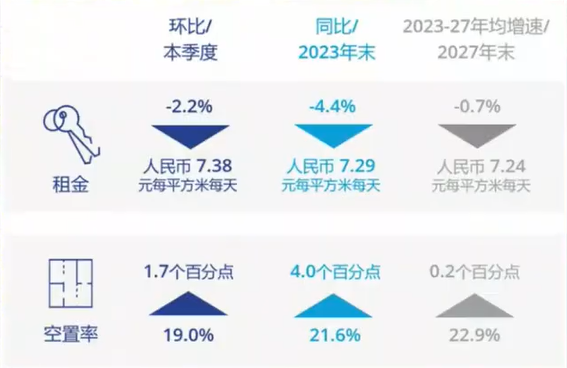 环比/
本季度
同比/
2023年末
2023-27年均增速/
2027年末
-2.2%
-4.4%
-0.7%
人民币 7.38
元每平方米每天
人民币 7.29
元每平方米每天
人民币 7.24
元每平方米每天
租金
1.7个百分点
4.0个百分点
0.2个百分点
19.0%
21.6%
22.9%
空置率